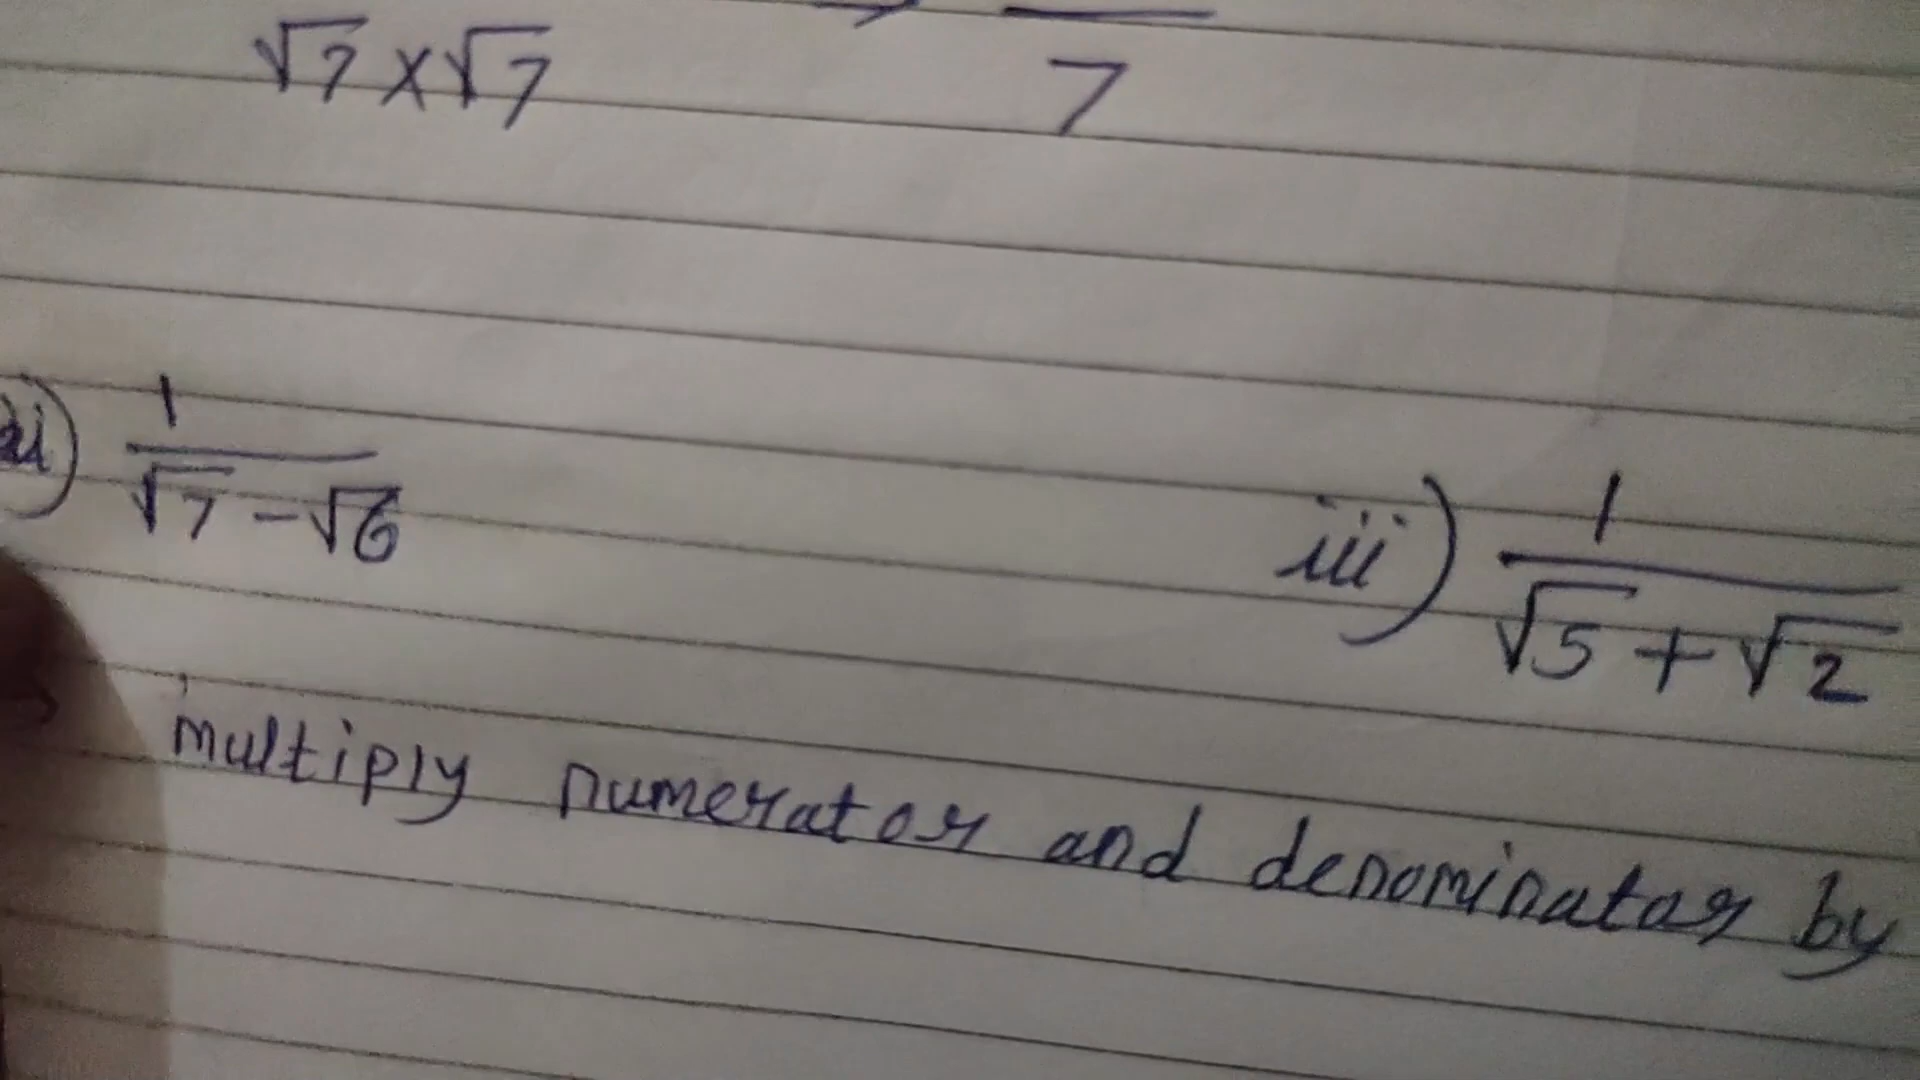 √7 × √7 → 7
ii) 1/(√7 - √6)
iii) 1/(√5 + √2)
multiply numerator and denominator by